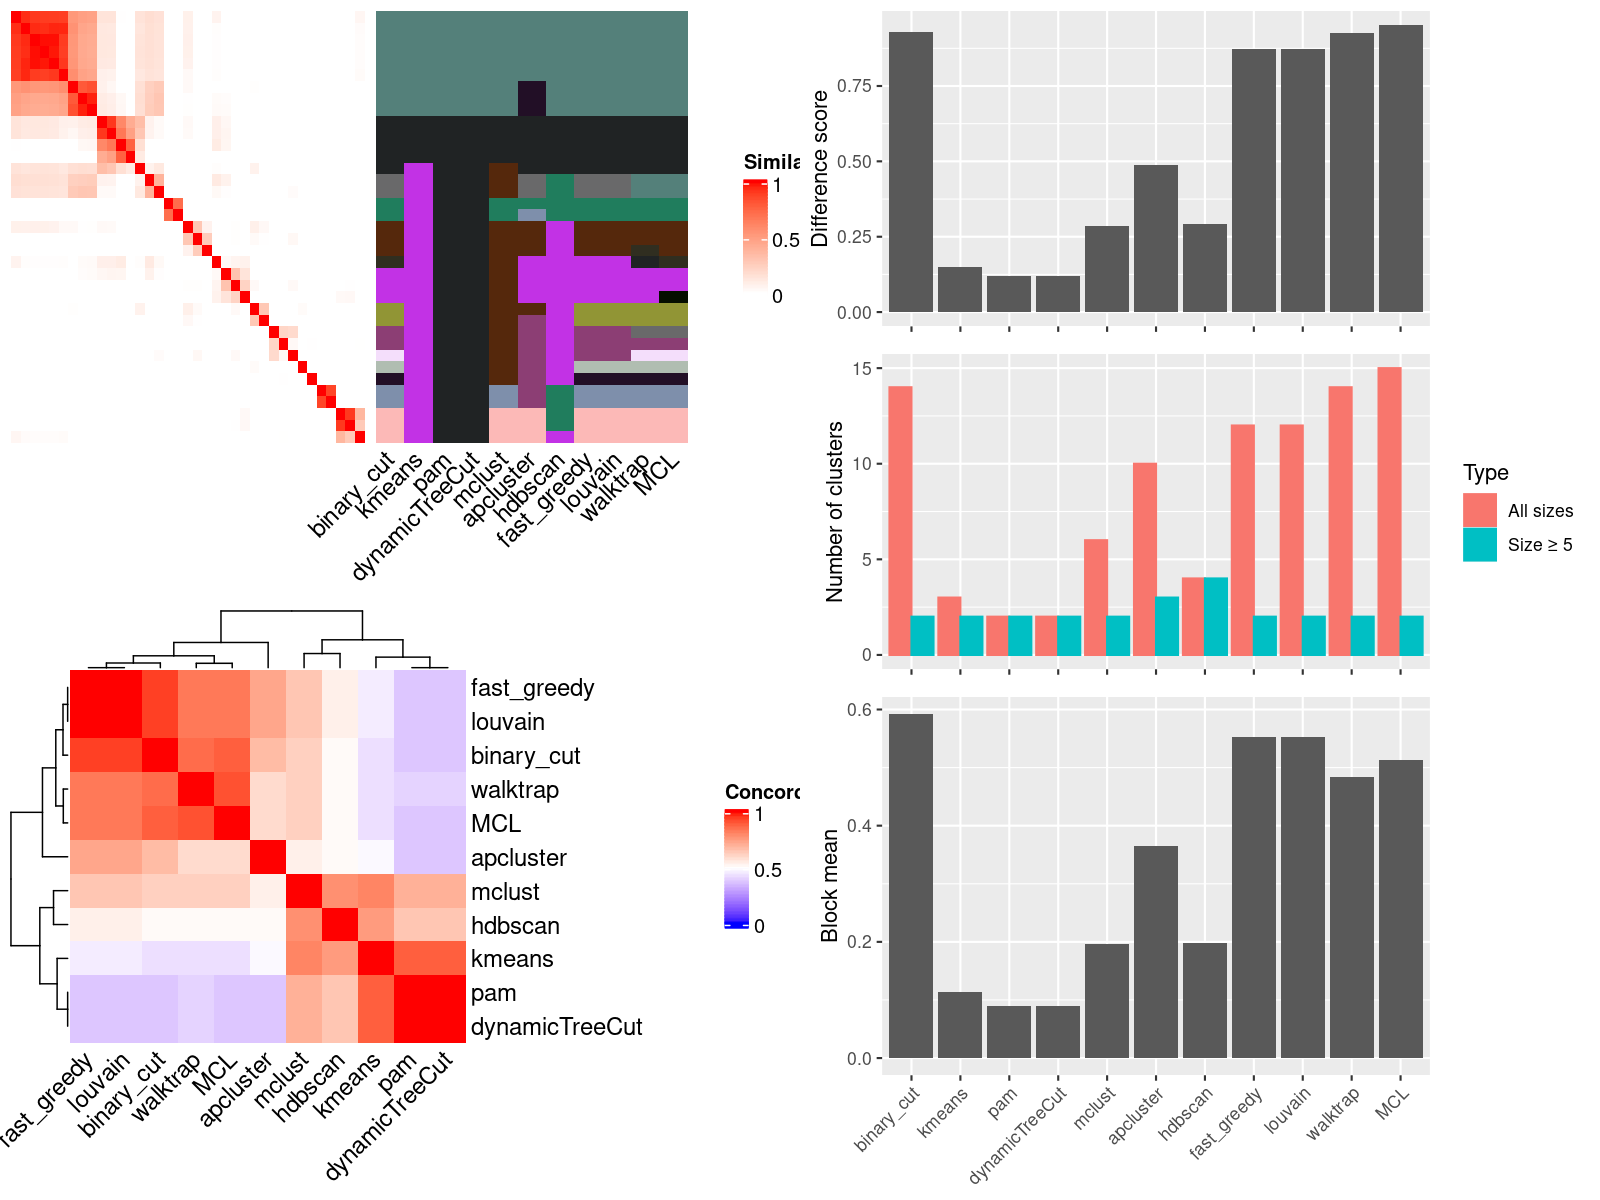 Simila
1
0.5
0
binary_cut
kmeans
pam
dynamicTreeCut
mclust
apcluster
hdbscan
fast_greedy
louvain
walktrap
MCL
fast_greedy
louvain
binary_cut
walktrap
MCL
apcluster
mclust
hdbscan
kmeans
pam
dynamicTreeCut
Concord
1
0.5
0
fast_greedy
louvain
binary_cut
walktrap
MCL
apcluster
mclust
hdbscan
kmeans
pam
dynamicTreeCut
Difference score
0.75
0.50
0.25
0.00
Number of clusters
15
10
5
0
Type
All sizes
Size ≥ 5
Block mean
0.6
0.4
0.2
0.0
binary_cut
kmeans
pam
dynamicTreeCut
mclust
apcluster
hdbscan
fast_greedy
louvain
walktrap
MCL